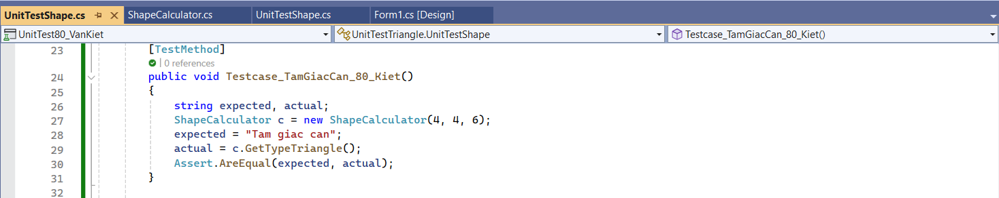 UnitTestShape.cs ShapeCalculator.cs UnitTestShape.cs Form1.cs [Design]
UnitTest80_VanKiet UnitTestTriangle.UnitTestShape Testcase_TamGiacCan_80_Kiet()
23 [TestMethod]
| 0 references
24 public void Testcase_TamGiacCan_80_Kiet()
25 {
26 string expected, actual;
27 ShapeCalculator c = new ShapeCalculator(4, 4, 6);
28 expected = "Tam giac can";
29 actual = c.GetTypeTriangle();
30 Assert.AreEqual(expected, actual);
31 }
32